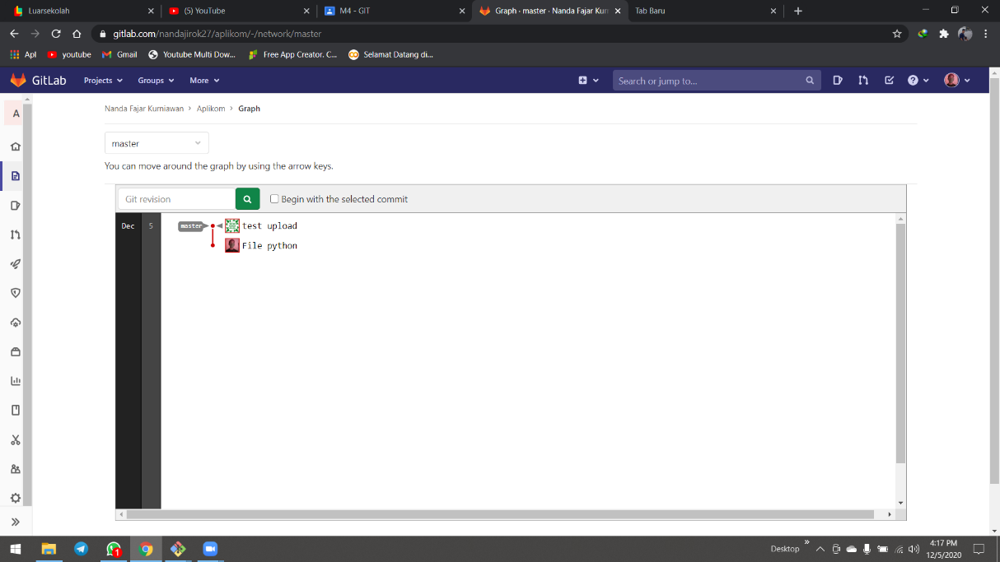 Luarsekolah
(5) YouTube
M4 - GIT
Graph · master · Nanda Fajar Kur
Tab Baru
gitlab.com/nandajirok27/aplikom/-/network/master
Apl
youtube
Gmail
Youtube Multi Dow...
Free App Creator. C...
Selamat Datang di...
GitLab
Projects
Groups
More
Search or jump to...
A
Nanda Fajar Kurniawan > Aplikom > Graph
master
You can move around the graph by using the arrow keys.
Git revision
Begin with the selected commit
Dec 5 master test upload
File python
1
Desktop
4:17 PM
12/5/2020